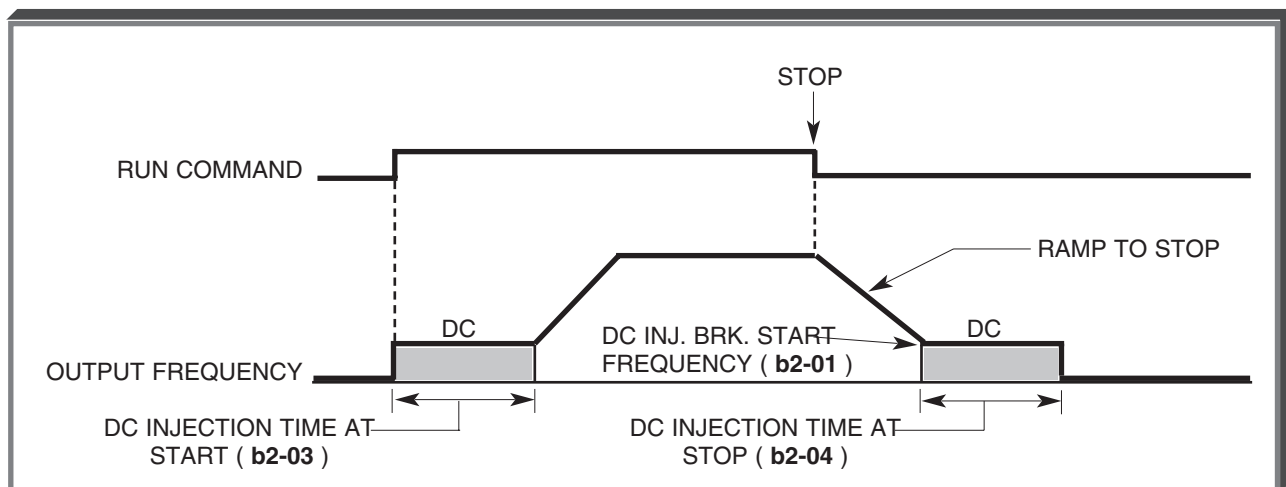 STOP
RUN COMMAND
RAMP TO STOP
DC
DC INJ. BRK. START
FREQUENCY ( b2-01 )
DC
OUTPUT FREQUENCY
DC INJECTION TIME AT
START ( b2-03 )
DC INJECTION TIME AT
STOP ( b2-04 )